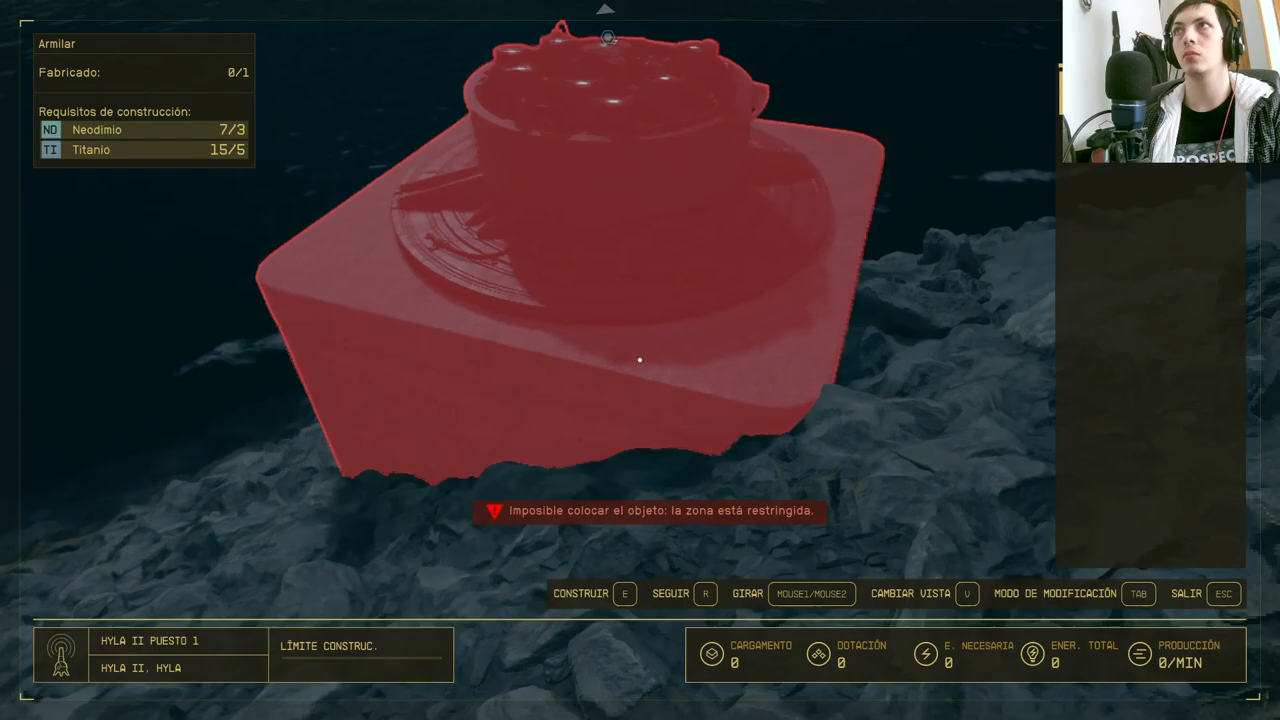 Armilar
Fabricado: 0/1
Requisitos de construcción:
ND Neodimio 7/3
TI Titanio 15/5
PROSPEC
Imposible colocar el objeto: la zona está restringida.
CONSTRUIR E SEGUIR R GIRAR MOUSE1/MOUSE2 CAMBIAR VISTA V MODO DE MODIFICACIÓN TAB SALIR ESC
HYLA II PUESTO 1
HYLA II, HYLA
LÍMITE CONSTRUC.
CARGAMENTO 0
DOTACIÓN 0
E. NECESARIA 0
ENER. TOTAL 0
PRODUCCIÓN 0/MIN